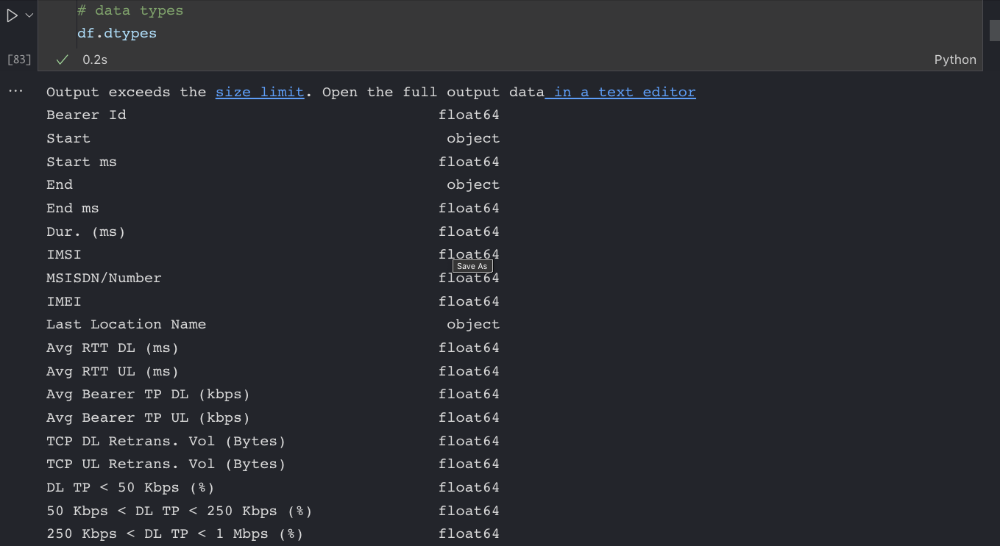 # data types
df.dtypes
[83] 0.2s Python
... Output exceeds the size limit. Open the full output data in a text editor
Bearer Id float64
Start object
Start ms float64
End object
End ms float64
Dur. (ms) float64
IMSI float64
Save As
MSISDN/Number float64
IMEI float64
Last Location Name object
Avg RTT DL (ms) float64
Avg RTT UL (ms) float64
Avg Bearer TP DL (kbps) float64
Avg Bearer TP UL (kbps) float64
TCP DL Retrans. Vol (Bytes) float64
TCP UL Retrans. Vol (Bytes) float64
DL TP < 50 Kbps (%) float64
50 Kbps < DL TP < 250 Kbps (%) float64
250 Kbps < DL TP < 1 Mbps (%) float64